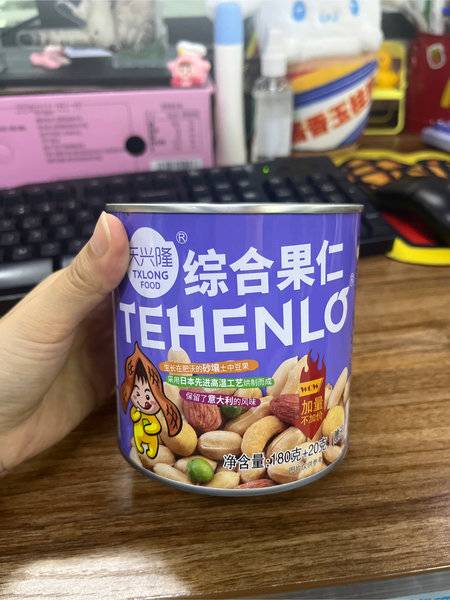 天兴隆
®
TXLONG
FOOD
综合果仁
TEHENLO
®
生长在肥沃的砂壤土中豆果
采用日本先进高温工艺烘制而成
保留了意大利的风味
WOW
加量
不加价
净含量:180克+20克